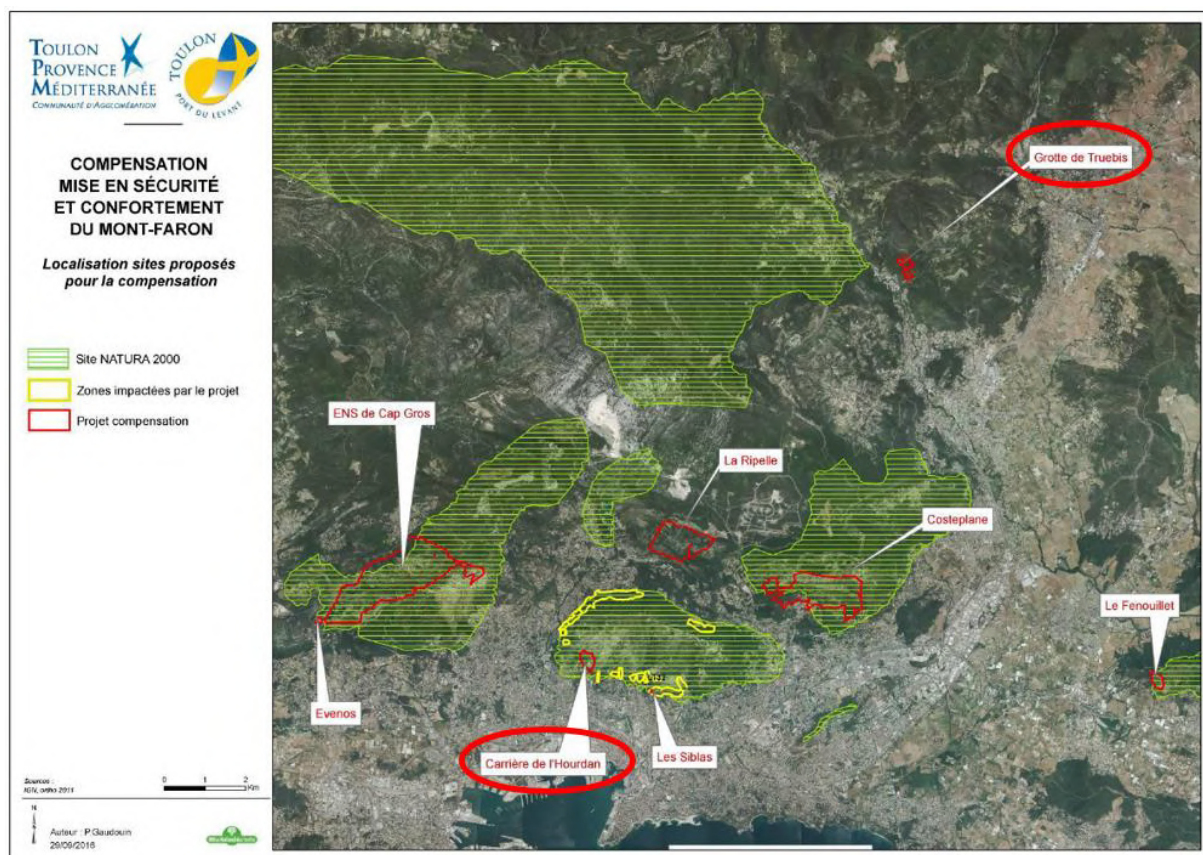 TOULON
PROVENCE
MÉDITERRANÉE
COMMUNAUTÉ D'AGGLOMÉRATION
TOULON
PORT DU LEVANT
COMPENSATION
MISE EN SÉCURITÉ
ET CONFORTEMENT
DU MONT-FARON
Localisation sites proposés
pour la compensation
Site NATURA 2000
Zones impactées par le projet
Projet compensation
Grotte de Truebis
ENS de Cap Gros
La Ripelle
Costeplane
Le Fenouillet
Evenos
Carrière de l'Hourdan
Les Siblas
Sources :
IGN, ortho 2011
0 1 2
Km
N
Auteur : P.Gaudouin
29/09/2016